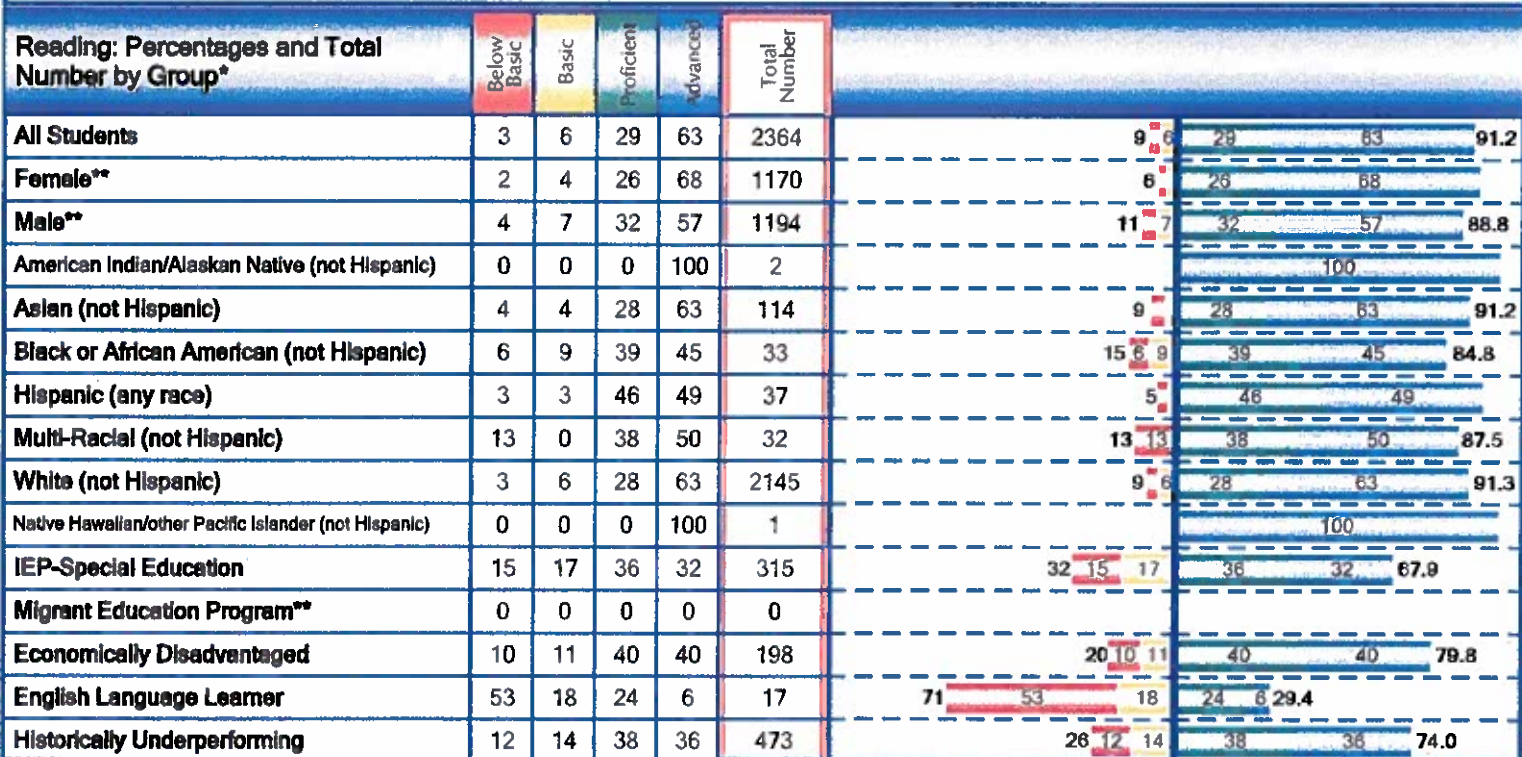 Reading: Percentages and Total
Number by Group*
Below Basic Basic Proficient Advanced Total Number
All Students 3 6 29 63 2364 9 6 29 63 91.2
Female** 2 4 26 68 1170 6 26 68
Male** 4 7 32 57 1194 11 7 32 57 88.8
American Indian/Alaskan Native (not Hispanic) 0 0 0 100 2 100
Asian (not Hispanic) 4 4 28 63 114 9 28 63 91.2
Black or African American (not Hispanic) 6 9 39 45 33 15 6 9 39 45 84.8
Hispanic (any race) 3 3 46 49 37 5 46 49
Multi-Racial (not Hispanic) 13 0 38 50 32 13 13 38 50 87.5
White (not Hispanic) 3 6 28 63 2145 9 6 28 63 91.3
Native Hawaiian/other Pacific Islander (not Hispanic) 0 0 0 100 1 100
IEP-Special Education 15 17 36 32 315 32 15 17 36 32 67.9
Migrant Education Program** 0 0 0 0 0
Economically Disadvantaged 10 11 40 40 198 20 10 11 40 40 79.8
English Language Learner 53 18 24 6 17 71 53 18 24 6 29.4
Historically Underperforming 12 14 38 36 473 26 12 14 38 36 74.0